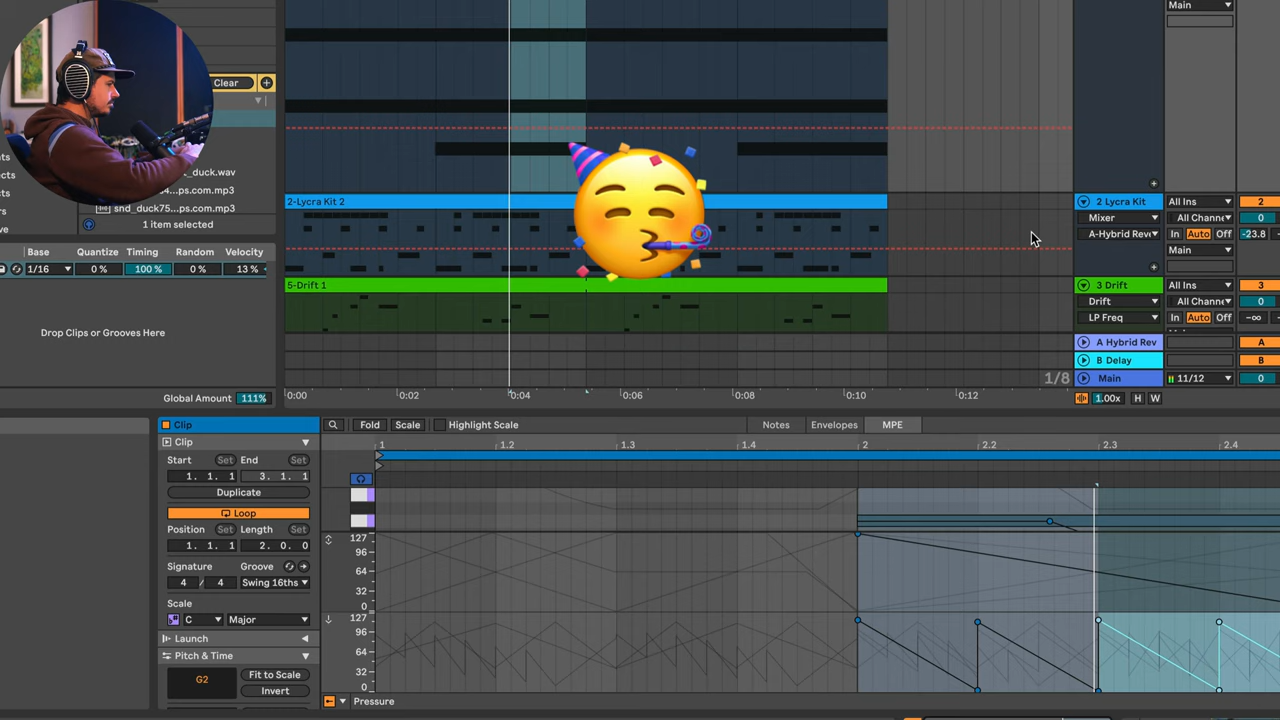 Main
Clear
ts
_duck.wav
4...ps.com.mp3
snd_duck75...ps.com.mp3
1 item selected
Base Quantize Timing Random Velocity
1/16 0 % 100 % 0 % 13 %
Drop Clips or Grooves Here
Global Amount 111%
2-Lycra Kit 2
5-Drift 1
1/8
0:00 0:02 0:04 0:06 0:08 0:10 0:12
2 Lycra Kit All Ins 2
Mixer All Channe 0
A-Hybrid Rev In Auto Off -23.8
Main
3 Drift All Ins 3
Drift All Channe 0
LP Freq In Auto Off -∞
A Hybrid Rev A
B Delay B
Main 11/12 0
1.00x H W
Clip
Clip
Start Set End Set
1. 1. 1 3. 1. 1
Duplicate
Loop
Position Set Length Set
1. 1. 1 2. 0. 0
Signature Groove
4 / 4 Swing 16ths
Scale
C Major
Launch
Pitch & Time
G2 Fit to Scale
Invert
Fold Scale Highlight Scale Notes Envelopes MPE
1 1.2 1.3 1.4 2 2.2 2.3 2.4
127
96
64
32
0
127
96
64
32
0
Pressure